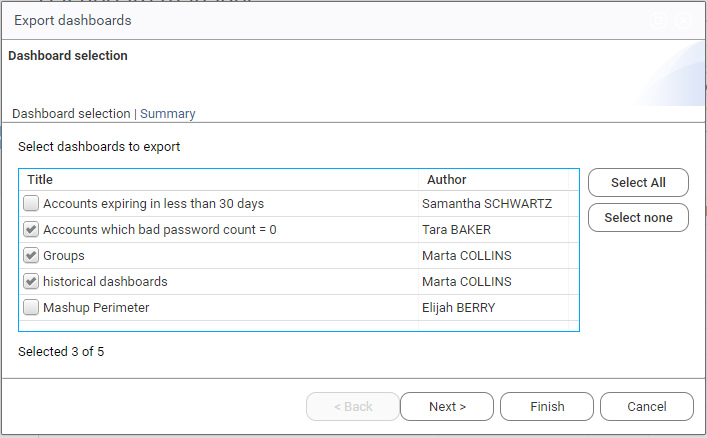 Export dashboards
Dashboard selection
Dashboard selection | Summary
Select dashboards to export
Title Author
Accounts expiring in less than 30 days Samantha SCHWARTZ
Accounts which bad password count = 0 Tara BAKER
Groups Marta COLLINS
historical dashboards Marta COLLINS
Mashup Perimeter Elijah BERRY
Select All
Select none
Selected 3 of 5
< Back Next > Finish Cancel